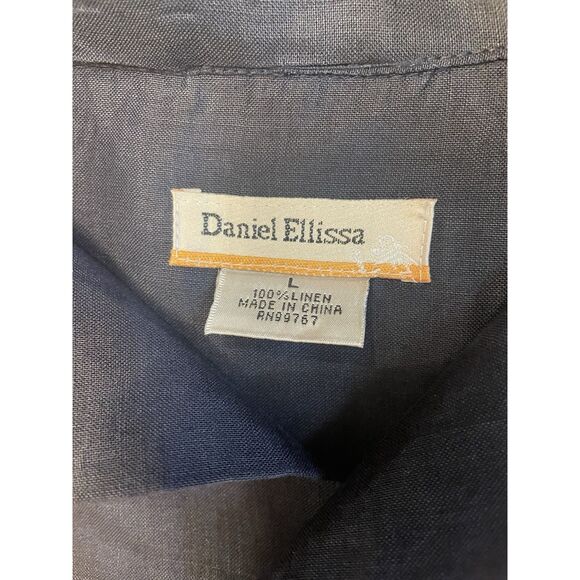 Daniel Ellissa
L
100% LINEN
MADE IN CHINA
RN99767